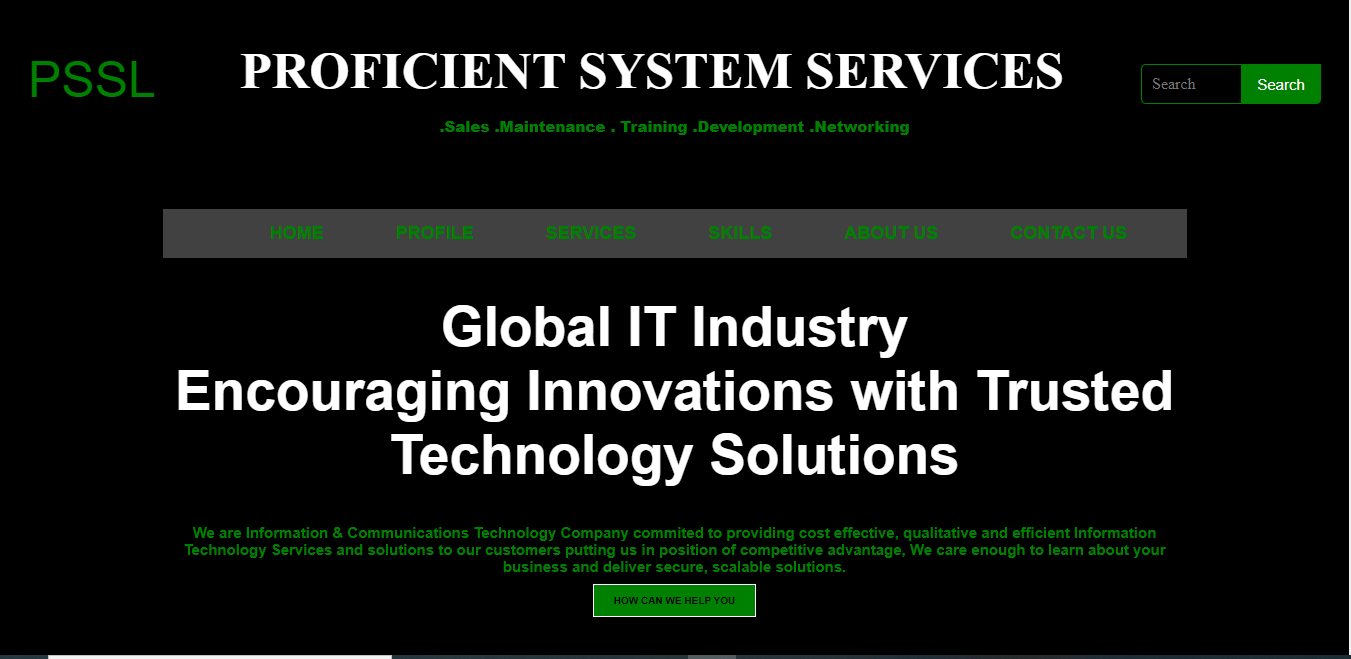 PSSL
PROFICIENT SYSTEM SERVICES
Search Search
.Sales .Maintenance . Training .Development .Networking
HOME PROFILE SERVICES SKILLS ABOUT US CONTACT US
Global IT Industry
Encouraging Innovations with Trusted
Technology Solutions
We are Information & Communications Technology Company commited to providing cost effective, qualitative and efficient Information
Technology Services and solutions to our customers putting us in position of competitive advantage, We care enough to learn about your
business and deliver secure, scalable solutions.
HOW CAN WE HELP YOU